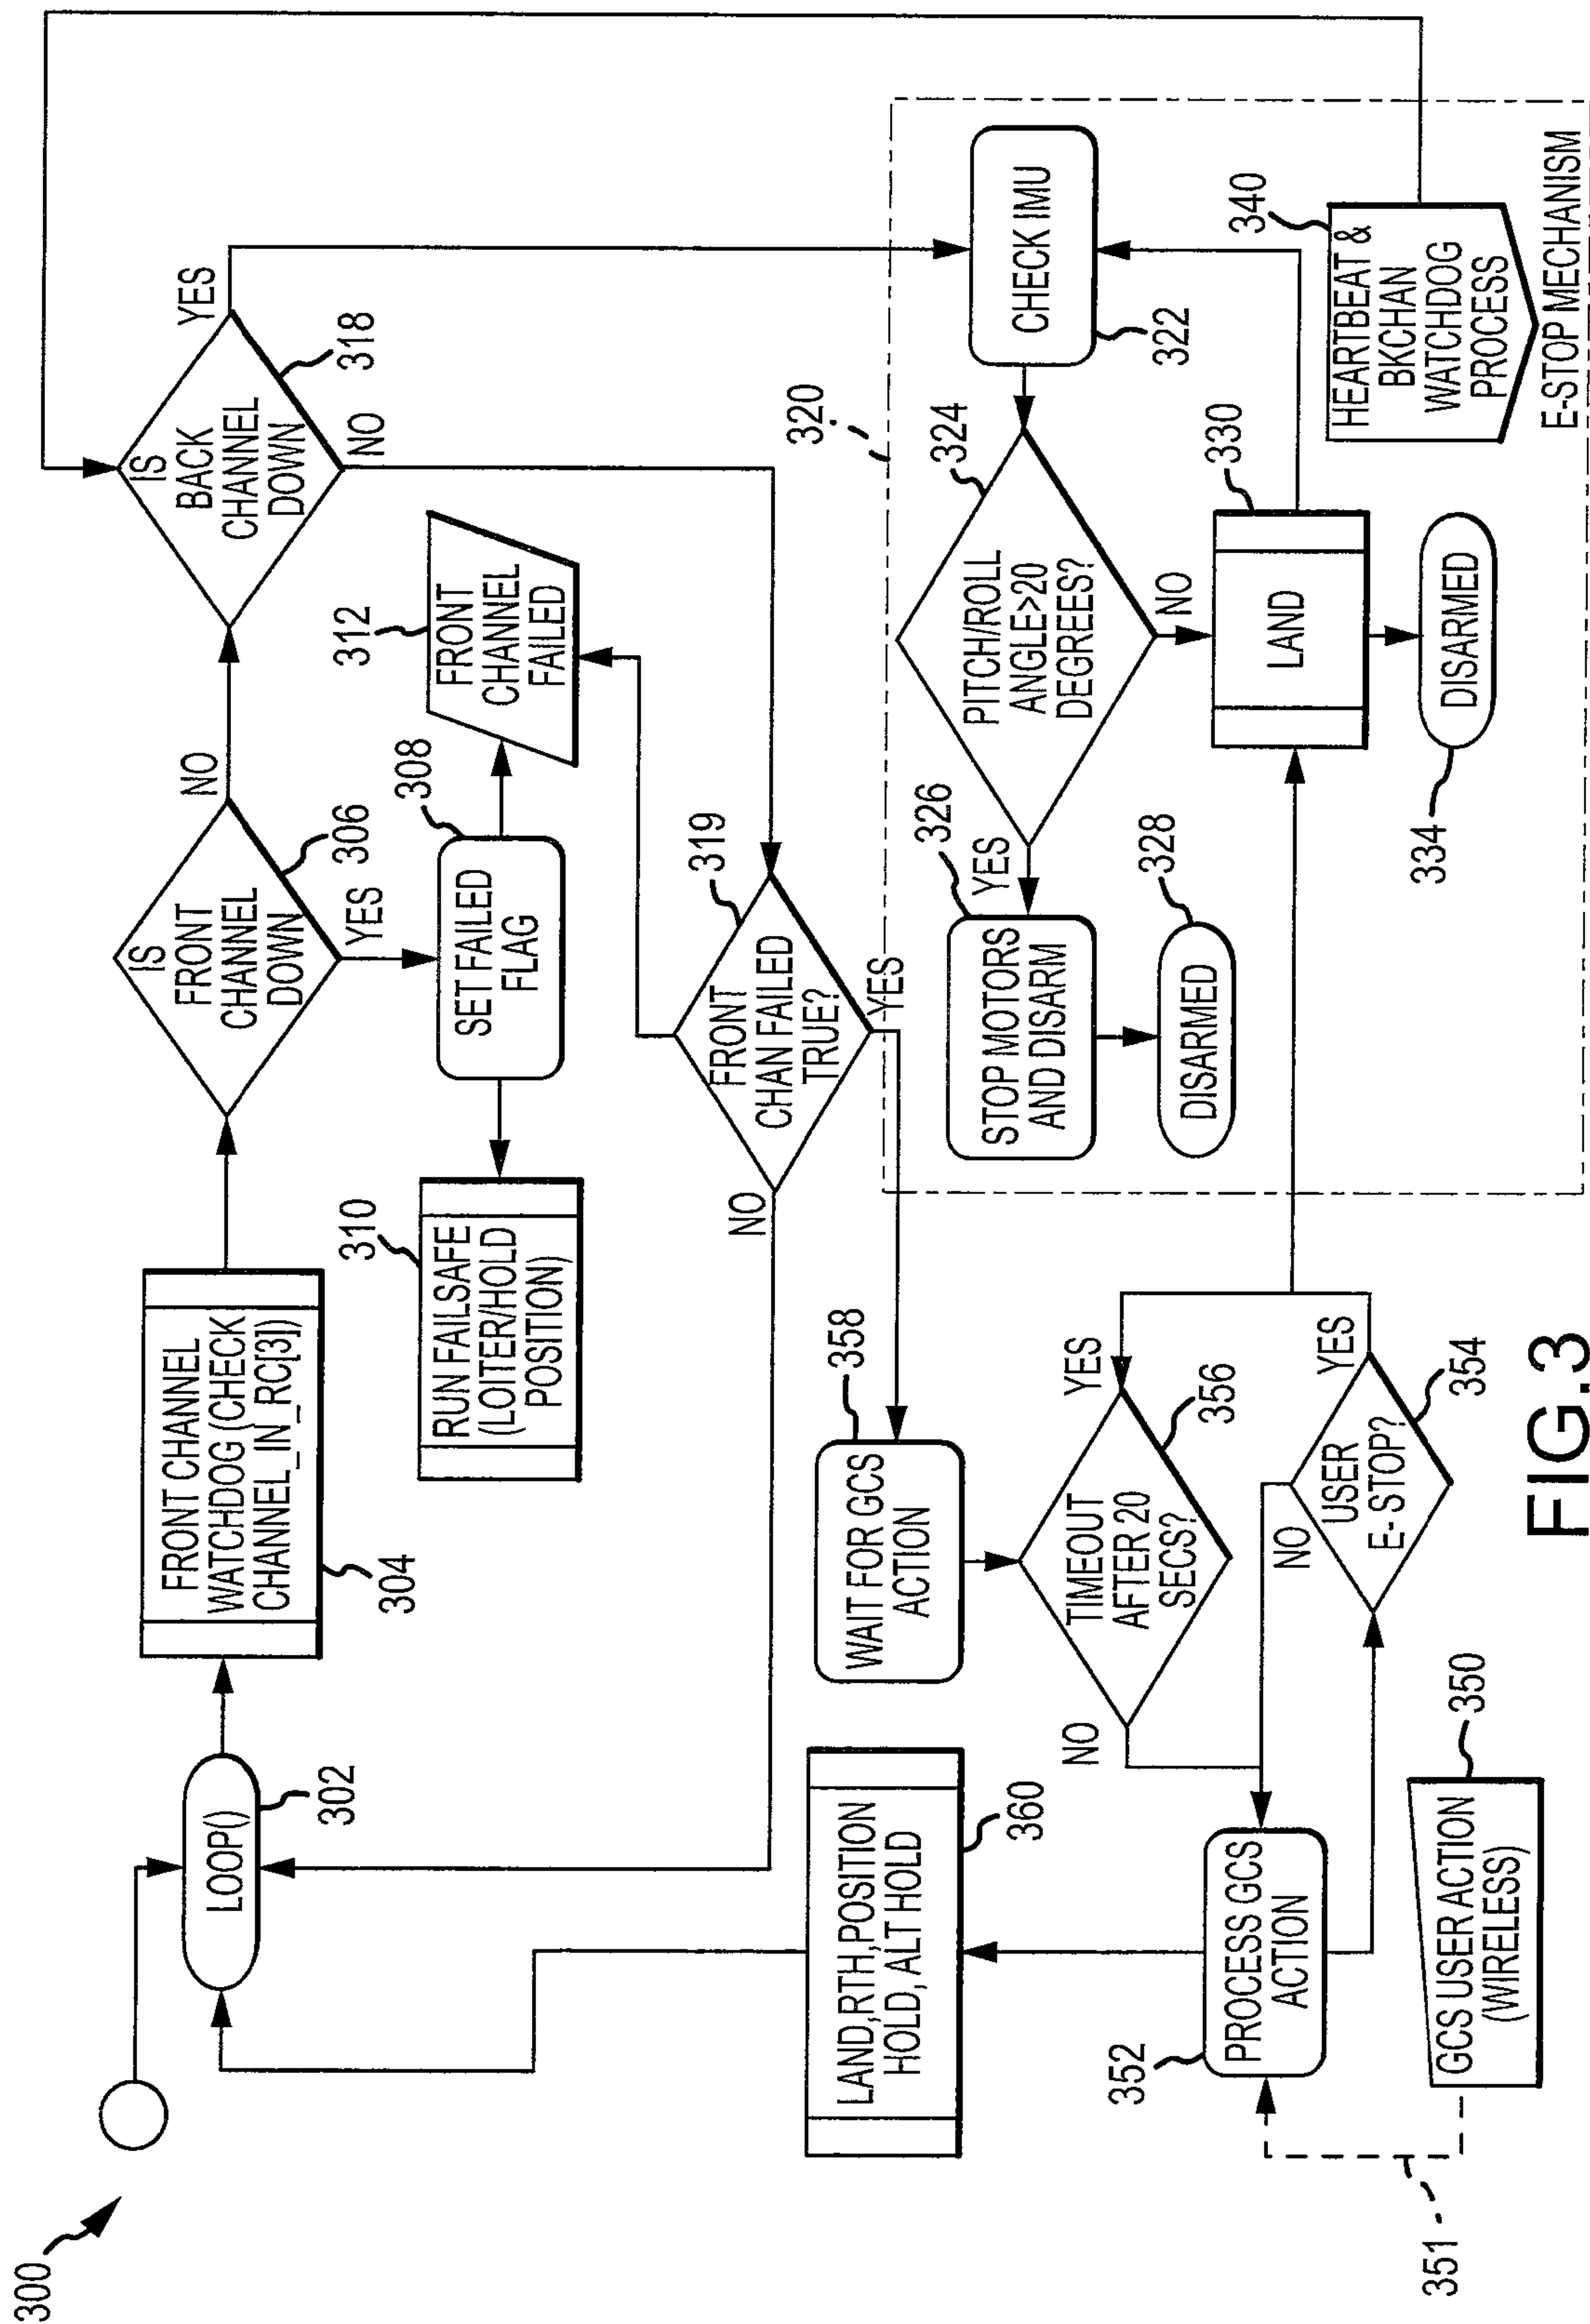 300
LOOP()
302
FRONT CHANNEL
WATCHDOG (CHECK
CHANNEL_IN_RC[3])
304
IS
FRONT
CHANNEL
DOWN
306
NO
YES
IS
BACK
CHANNEL
DOWN
318
YES
NO
SET FAILED
FLAG
308
RUN FAILSAFE
(LOITER/HOLD
POSITION)
310
FRONT
CHANNEL
FAILED
312
FRONT
CHAN FAILED
TRUE?
319
NO
YES
320
CHECK IMU
322
PITCH/ROLL
ANGLE>20
DEGREES?
324
YES
NO
STOP MOTORS
AND DISARM
326
DISARMED
328
LAND
330
DISARMED
334
HEARTBEAT &
BKCHAN
WATCHDOG
PROCESS
340
E-STOP MECHANISM
WAIT FOR GCS
ACTION
358
TIMEOUT
AFTER 20
SECS?
356
YES
NO
USER
E-STOP?
354
YES
NO
LAND,RTH,POSITION
HOLD, ALT HOLD
360
PROCESS GCS
ACTION
352
GCS USER ACTION
(WIRELESS)
350
351
FIG.3